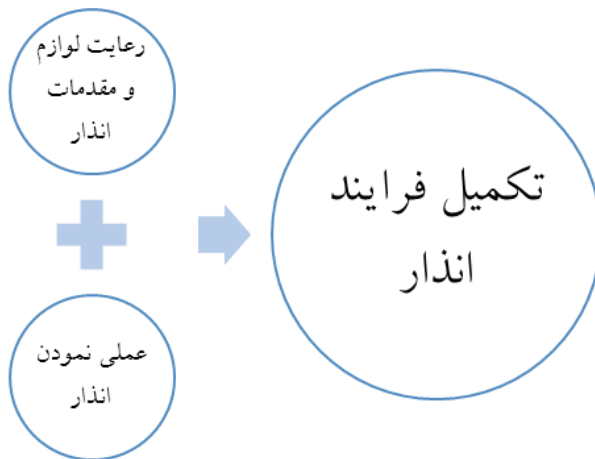 رعایت لوازم
و مقدمات
انذار
عملی نمودن
انذار
تکمیل فرایند
انذار